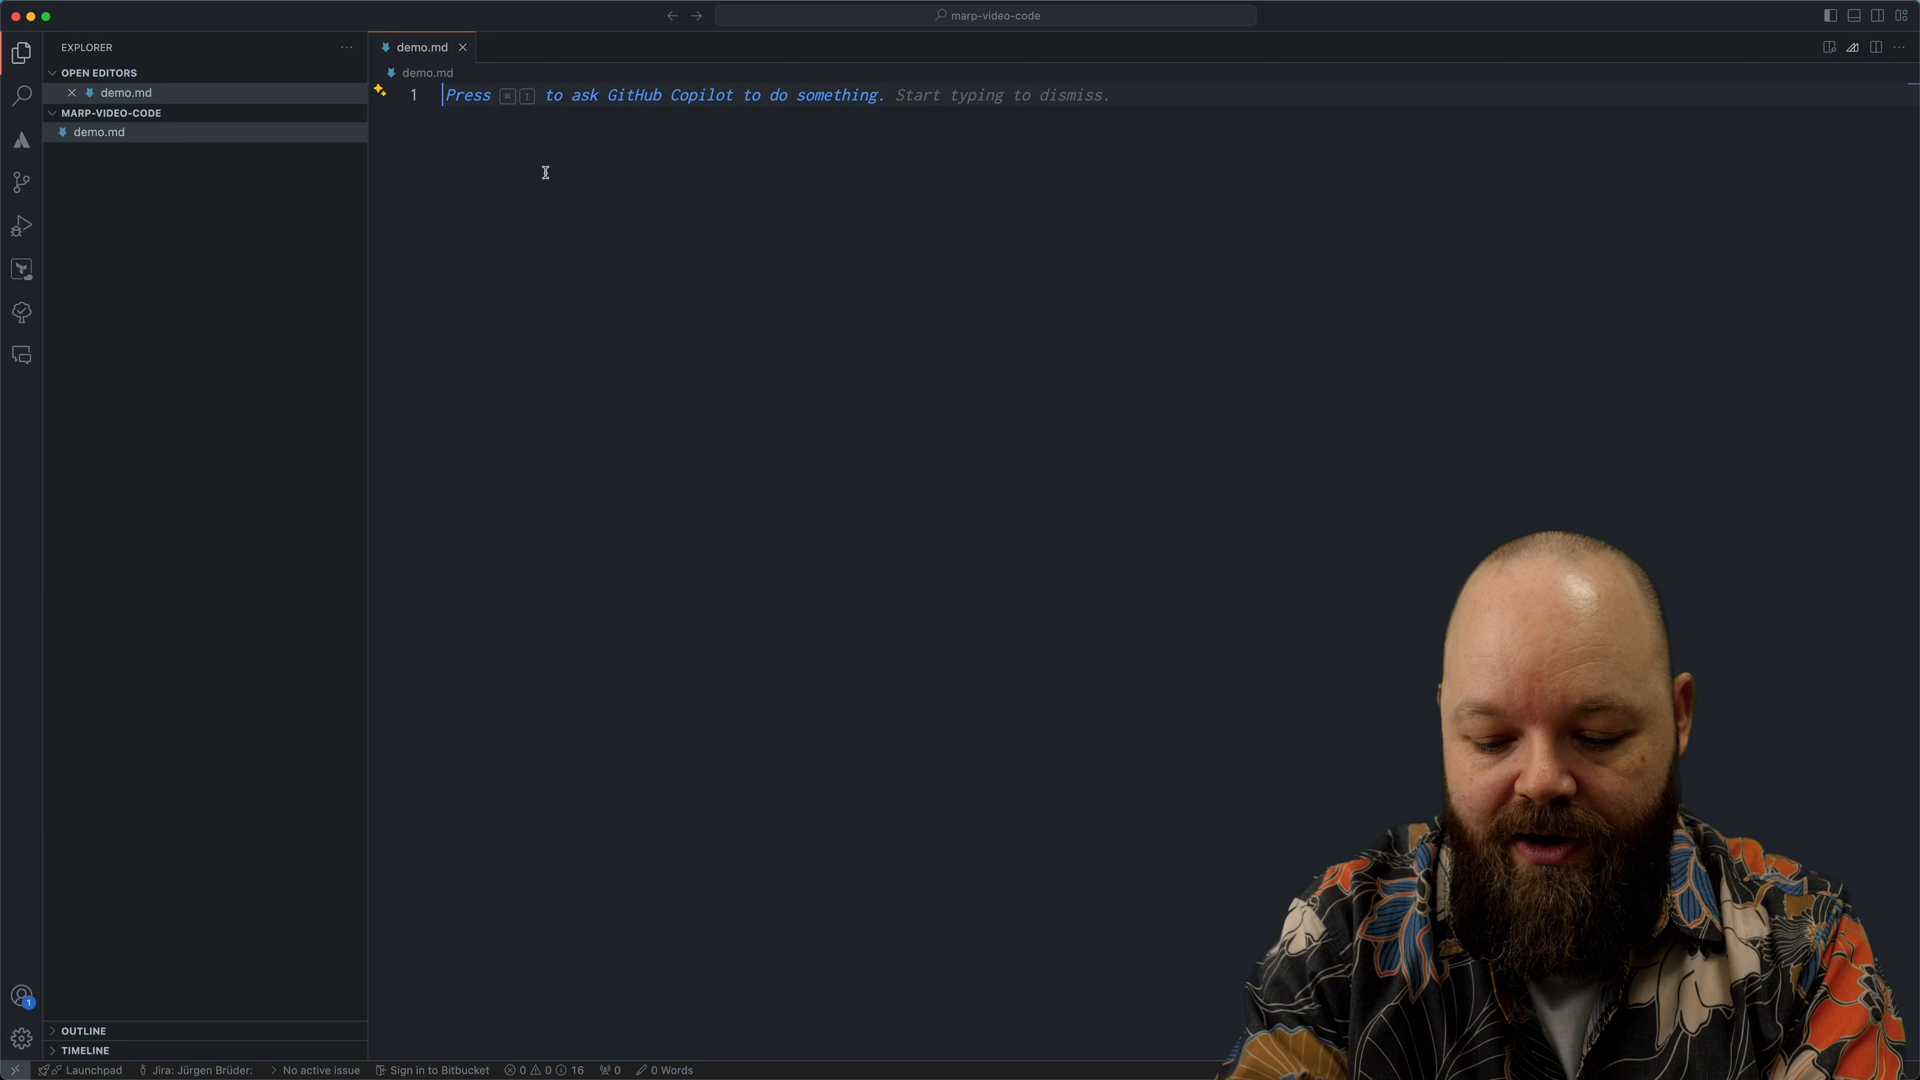 marp-video-code
EXPLORER
OPEN EDITORS
demo.md
MARP-VIDEO-CODE
demo.md
OUTLINE
TIMELINE
demo.md
demo.md
1
Press ⌘ I to ask GitHub Copilot to do something. Start typing to dismiss.
1
Launchpad Jira: Jürgen Brüder: No active issue Sign in to Bitbucket 0 0 16 0 0 Words